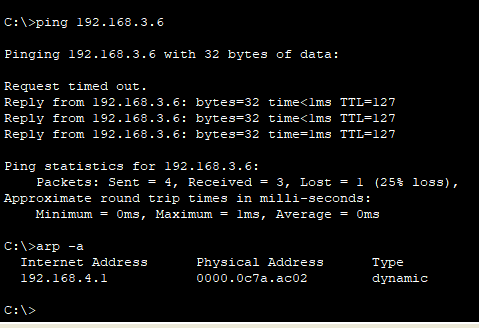 C:\>ping 192.168.3.6
Pinging 192.168.3.6 with 32 bytes of data:
Request timed out.
Reply from 192.168.3.6: bytes=32 time<1ms TTL=127
Reply from 192.168.3.6: bytes=32 time<1ms TTL=127
Reply from 192.168.3.6: bytes=32 time=1ms TTL=127
Ping statistics for 192.168.3.6:
Packets: Sent = 4, Received = 3, Lost = 1 (25% loss),
Approximate round trip times in milli-seconds:
Minimum = 0ms, Maximum = 1ms, Average = 0ms
C:\>arp -a
Internet Address Physical Address Type
192.168.4.1 0000.0c7a.ac02 dynamic
C:\>